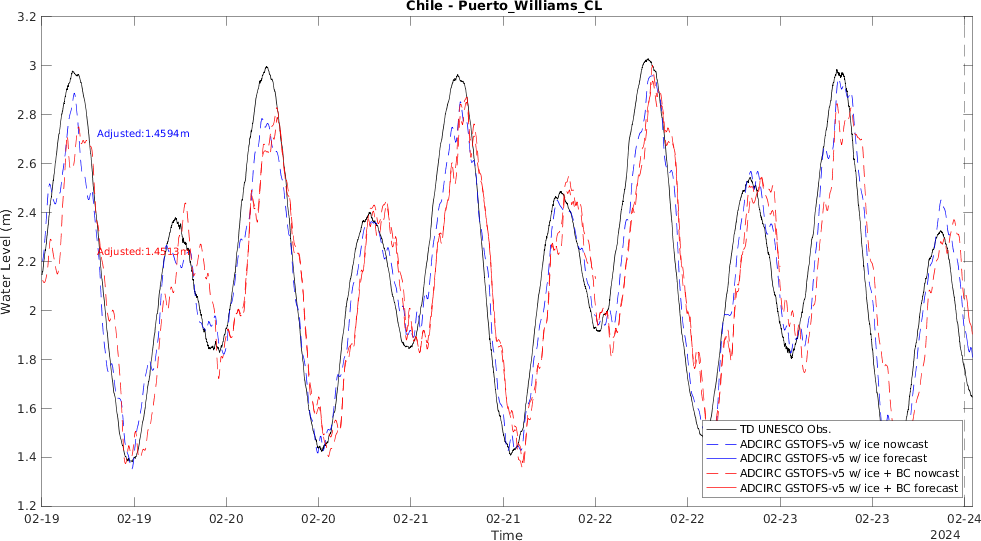 Chile - Puerto_Williams_CL
3.2
3
2.8
2.6
2.4
2.2
2
1.8
1.6
1.4
1.2
Water Level (m)
Adjusted:1.4594m
Adjusted:1.4513m
TD UNESCO Obs.
ADCIRC GSTOFS-v5 w/ ice nowcast
ADCIRC GSTOFS-v5 w/ ice forecast
ADCIRC GSTOFS-v5 w/ ice + BC nowcast
ADCIRC GSTOFS-v5 w/ ice + BC forecast
02-19 02-19 02-20 02-20 02-21 02-21 02-22 02-22 02-23 02-23 02-24
Time
2024